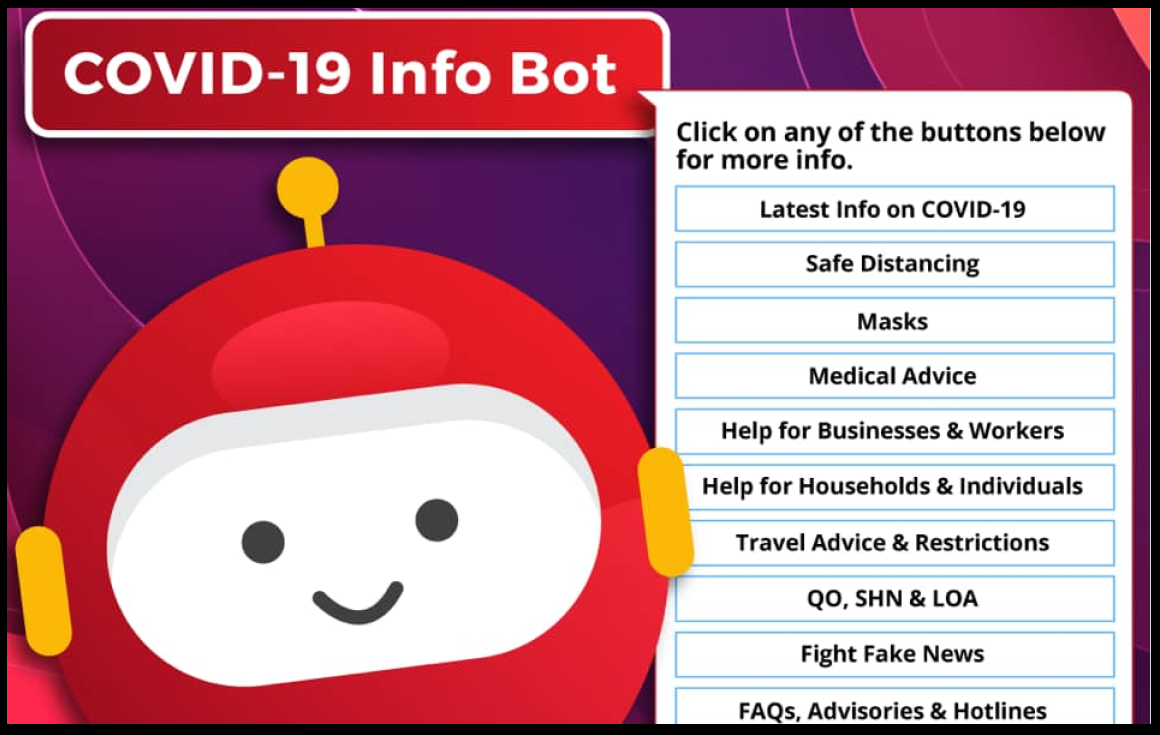 COVID-19 Info Bot
Click on any of the buttons below
for more info.
Latest Info on COVID-19
Safe Distancing
Masks
Medical Advice
Help for Businesses & Workers
Help for Households & Individuals
Travel Advice & Restrictions
QO, SHN & LOA
Fight Fake News
FAQs, Advisories & Hotlines